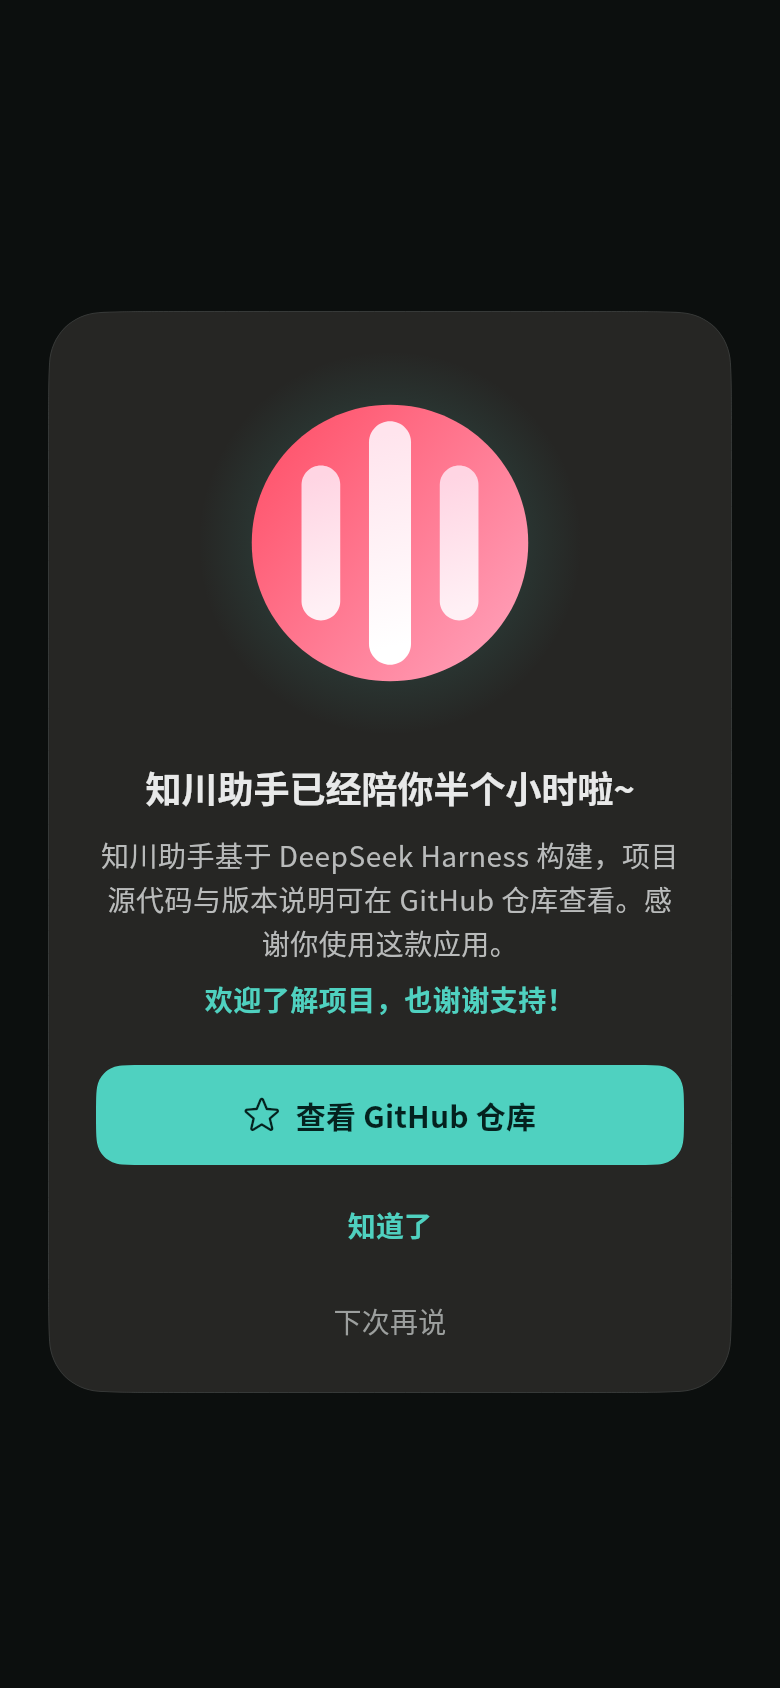 知川助手已经陪你半个小时啦~
知川助手基于 DeepSeek Harness 构建，项目
源代码与版本说明可在 GitHub 仓库查看。感
谢你使用这款应用。
欢迎了解项目，也谢谢支持！
查看 GitHub 仓库
知道了
下次再说